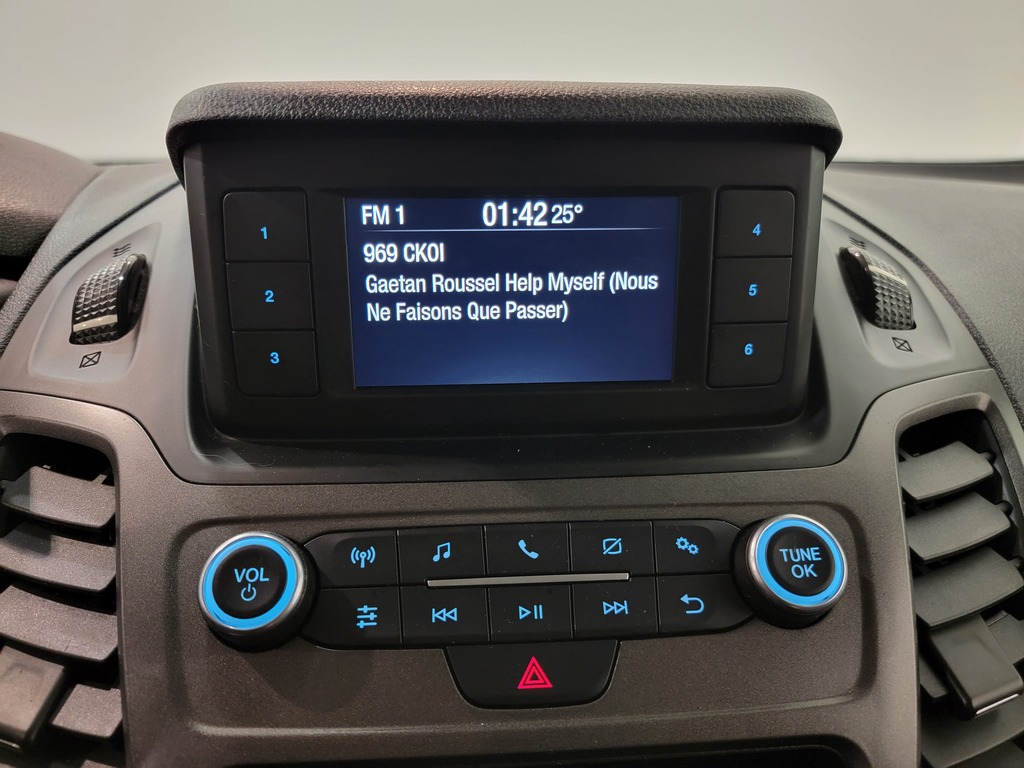 FM 1 01:42 25°
969 CKOI
Gaetan Roussel Help Myself (Nous
Ne Faisons Que Passer)
1
2
3
4
5
6
VOL
TUNE
OK